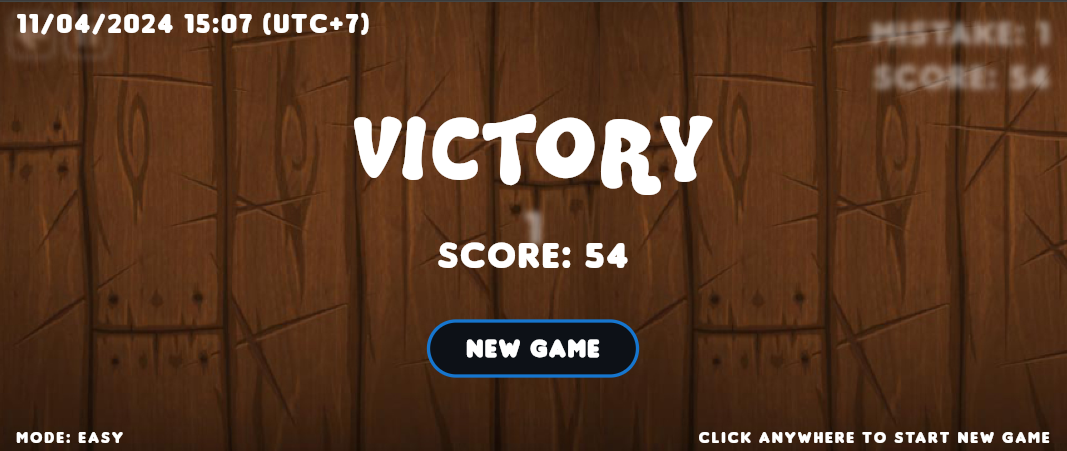 11/04/2024 15:07 (UTC+7)
MISTAKE: 1
SCORE: 54
VICTORY
1
SCORE: 54
NEW GAME
MODE: EASY
CLICK ANYWHERE TO START NEW GAME